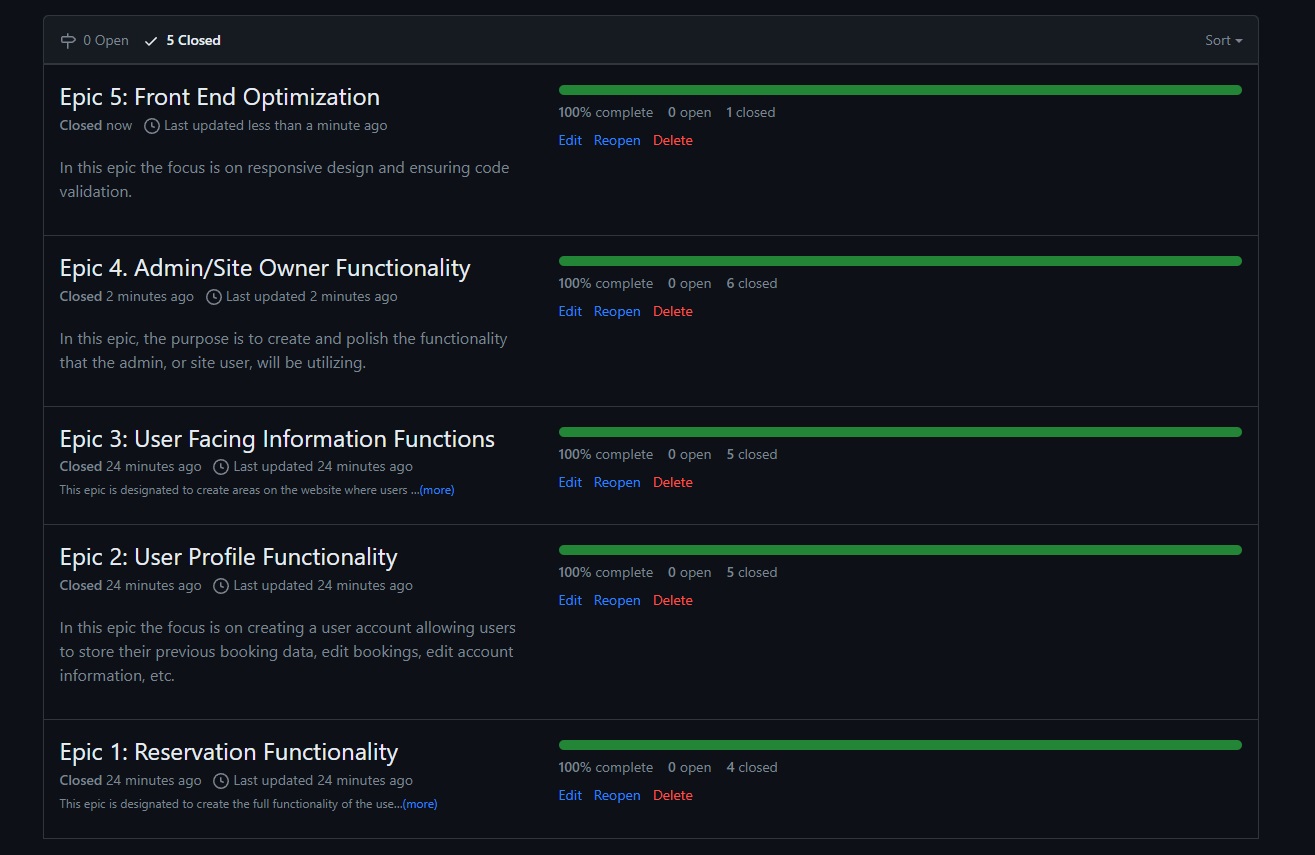 0 Open 5 Closed Sort
Epic 5: Front End Optimization
Closed now Last updated less than a minute ago
In this epic the focus is on responsive design and ensuring code
validation.
100% complete 0 open 1 closed
Edit Reopen Delete
Epic 4. Admin/Site Owner Functionality
Closed 2 minutes ago Last updated 2 minutes ago
In this epic, the purpose is to create and polish the functionality
that the admin, or site user, will be utilizing.
100% complete 0 open 6 closed
Edit Reopen Delete
Epic 3: User Facing Information Functions
Closed 24 minutes ago Last updated 24 minutes ago
This epic is designated to create areas on the website where users ...(more)
100% complete 0 open 5 closed
Edit Reopen Delete
Epic 2: User Profile Functionality
Closed 24 minutes ago Last updated 24 minutes ago
In this epic the focus is on creating a user account allowing users
to store their previous booking data, edit bookings, edit account
information, etc.
100% complete 0 open 5 closed
Edit Reopen Delete
Epic 1: Reservation Functionality
Closed 24 minutes ago Last updated 24 minutes ago
This epic is designated to create the full functionality of the use...(more)
100% complete 0 open 4 closed
Edit Reopen Delete